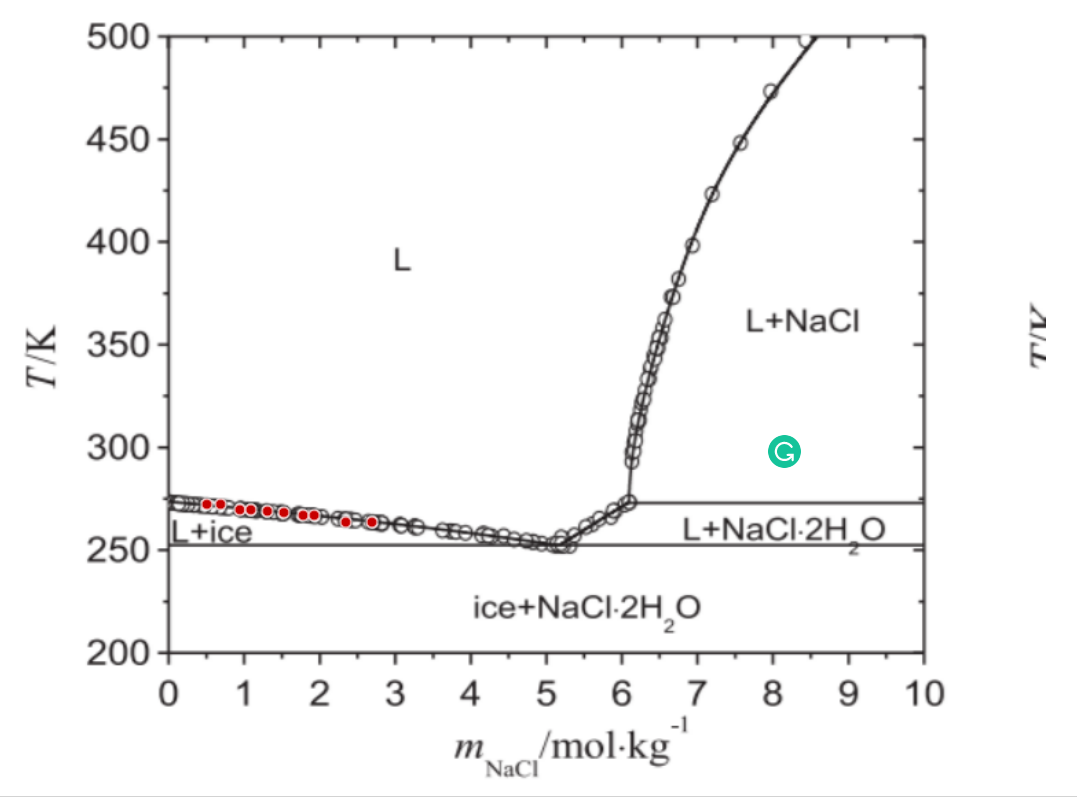 500
450
400
350
300
250
200
T/K
L
L+NaCl
L+ice
L+NaCl·2H₂O
ice+NaCl·2H₂O
0 1 2 3 4 5 6 7 8 9 10
m_NaCl/mol·kg⁻¹
T/K